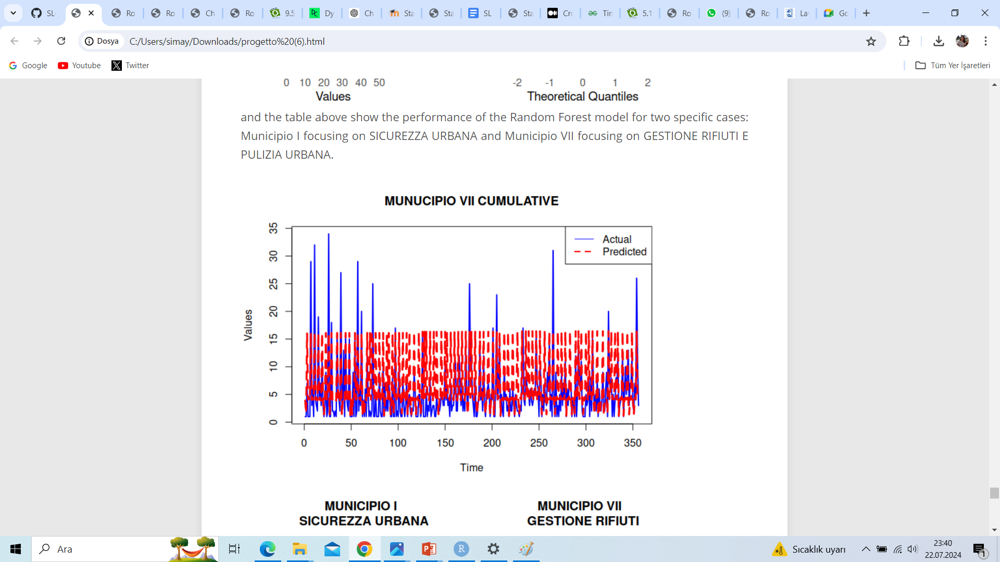 SL-
Ro
Ro
Ch
Ro
9.5
Dy
Ch
Sta
Sta
SL
Sta
Cro
Tin
5.1
Ro
(9)
Ro
La
Go
Dosya
C:/Users/simay/Downloads/progetto%20(6).html
Google
Youtube
Twitter
Tüm Yer İşaretleri
0 10 20 30 40 50
Values
-2 -1 0 1 2
Theoretical Quantiles
and the table above show the performance of the Random Forest model for two specific cases:
Municipio I focusing on SICUREZZA URBANA and Municipio VII focusing on GESTIONE RIFIUTI E
PULIZIA URBANA.
MUNUCIPIO VII CUMULATIVE
Actual
Predicted
35
30
25
20
15
10
5
0
Values
0 50 100 150 200 250 300 350
Time
MUNICIPIO I
SICUREZZA URBANA
MUNICIPIO VII
GESTIONE RIFIUTI
Ara
Sıcaklık uyarı
23:40
22.07.2024
1